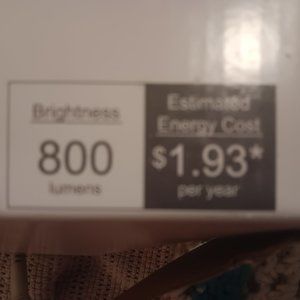 Brightness
800
lumens
Estimated
Energy Cost
$1.93*
per year